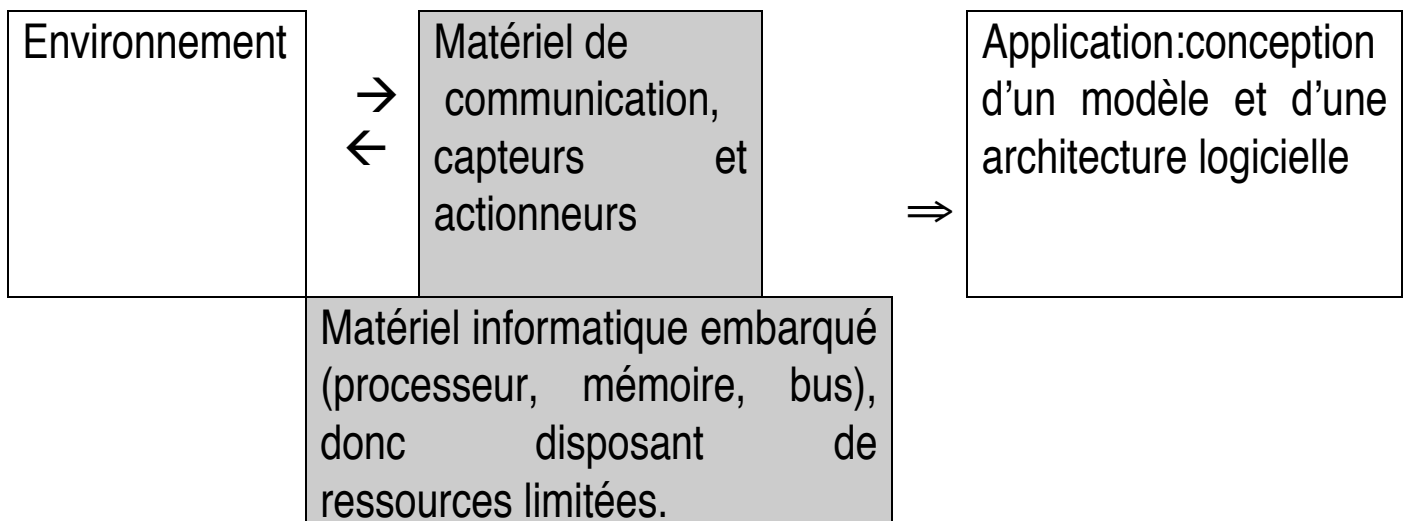 Environnement
→
←
Matériel de
communication,
capteurs et
actionneurs
⇒
Application:conception
d’un modèle et d’une
architecture logicielle
Matériel informatique embarqué
(processeur, mémoire, bus),
donc disposant de
ressources limitées.